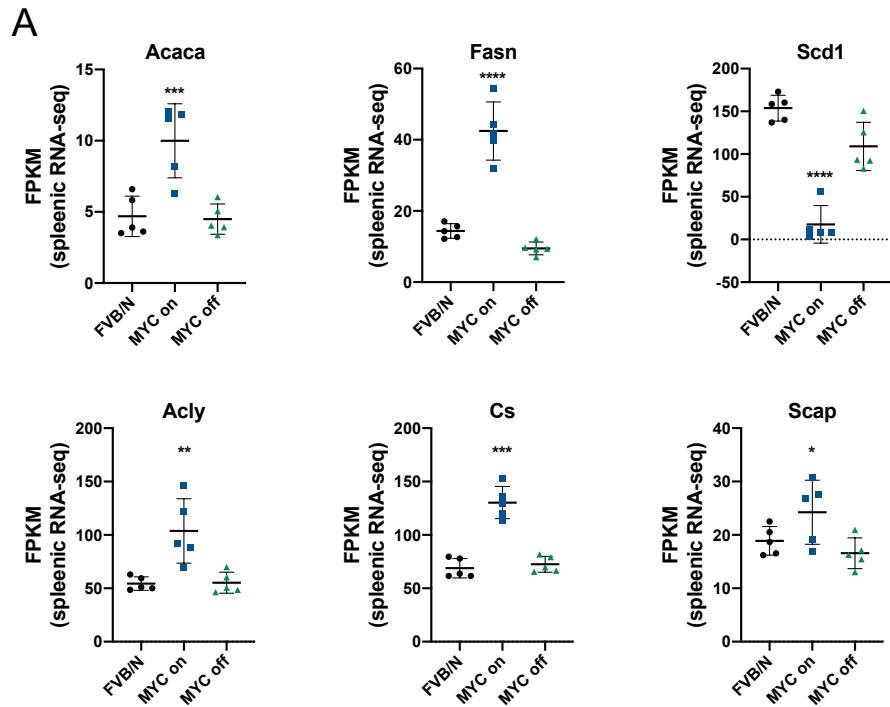 A
Acaca
FPKM
(spleenic RNA-seq)
15
10
5
0
***
FVB/N
MYC on
MYC off
Fasn
FPKM
(spleenic RNA-seq)
60
40
20
0
****
FVB/N
MYC on
MYC off
Scd1
FPKM
(spleenic RNA-seq)
200
150
100
50
0
-50
****
FVB/N
MYC on
MYC off
Acly
FPKM
(spleenic RNA-seq)
200
150
100
50
0
**
FVB/N
MYC on
MYC off
Cs
FPKM
(spleenic RNA-seq)
200
150
100
50
0
***
FVB/N
MYC on
MYC off
Scap
FPKM
(spleenic RNA-seq)
40
30
20
10
0
*
FVB/N
MYC on
MYC off